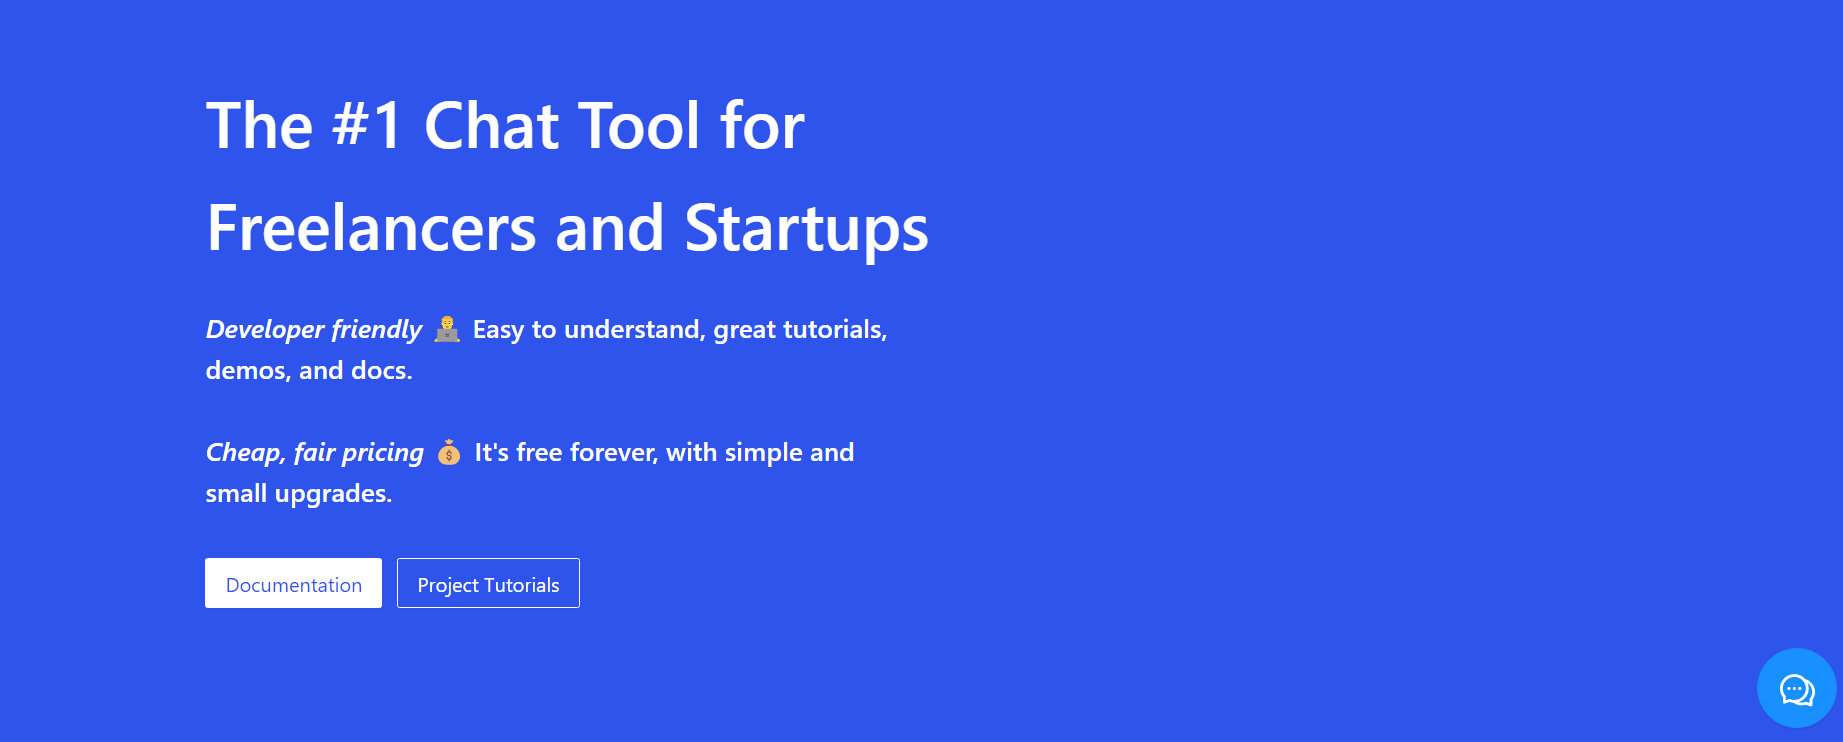 The #1 Chat Tool for
Freelancers and Startups
Developer friendly 👨‍💻 Easy to understand, great tutorials,
demos, and docs.
Cheap, fair pricing 💰 It's free forever, with simple and
small upgrades.
Documentation
Project Tutorials